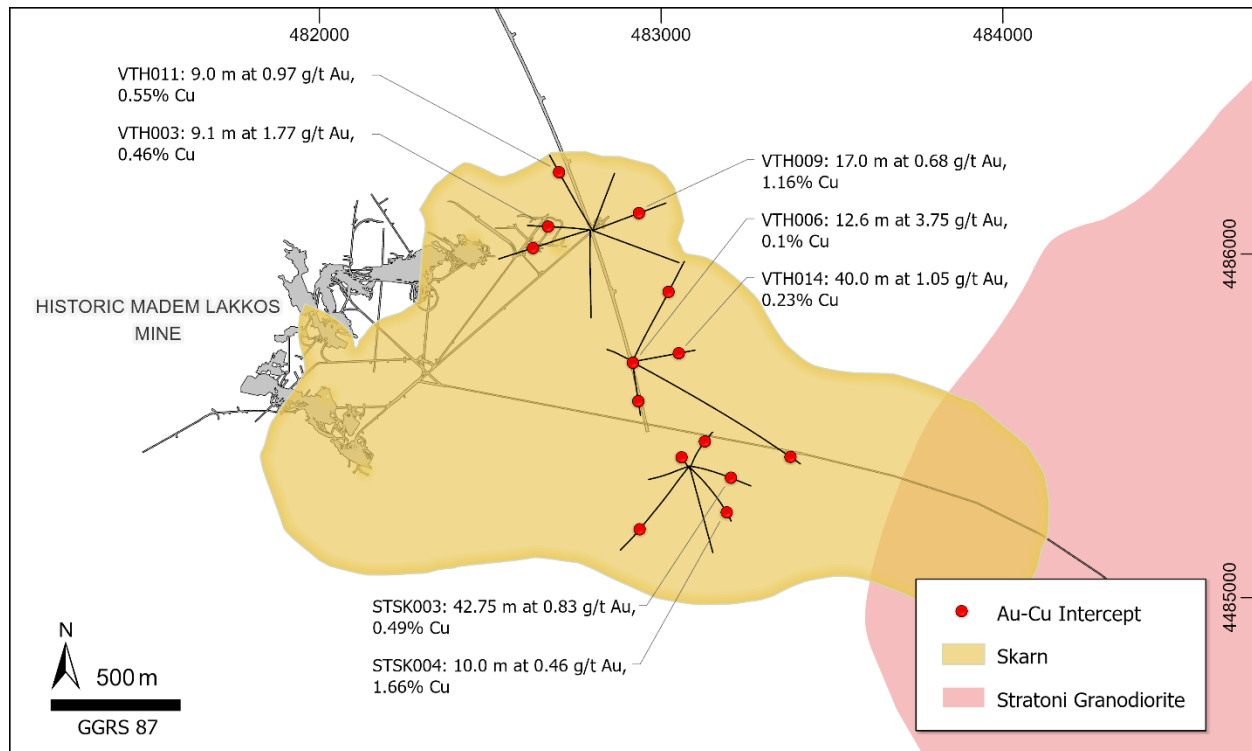 482000
483000
484000
VTH011: 9.0 m at 0.97 g/t Au,
0.55% Cu
VTH003: 9.1 m at 1.77 g/t Au,
0.46% Cu
VTH009: 17.0 m at 0.68 g/t Au,
1.16% Cu
VTH006: 12.6 m at 3.75 g/t Au,
0.1% Cu
VTH014: 40.0 m at 1.05 g/t Au,
0.23% Cu
4486000
HISTORIC MADEM LAKKOS
MINE
4485000
STSK003: 42.75 m at 0.83 g/t Au,
0.49% Cu
STSK004: 10.0 m at 0.46 g/t Au,
1.66% Cu
N
500 m
GGRS 87
Au-Cu Intercept
Skarn
Stratoni Granodiorite